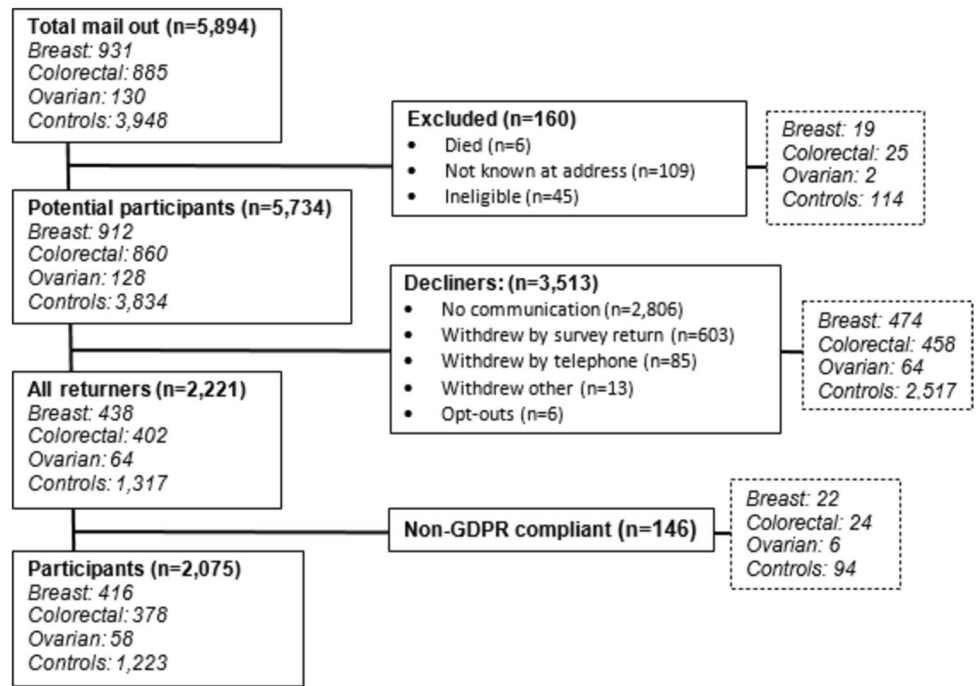 Total mail out (n=5,894)
Breast: 931
Colorectal: 885
Ovarian: 130
Controls: 3,948
Excluded (n=160)
• Died (n=6)
• Not known at address (n=109)
• Ineligible (n=45)
Breast: 19
Colorectal: 25
Ovarian: 2
Controls: 114
Potential participants (n=5,734)
Breast: 912
Colorectal: 860
Ovarian: 128
Controls: 3,834
Decliners: (n=3,513)
• No communication (n=2,806)
• Withdrew by survey return (n=603)
• Withdrew by telephone (n=85)
• Withdrew other (n=13)
• Opt-outs (n=6)
Breast: 474
Colorectal: 458
Ovarian: 64
Controls: 2,517
All returners (n=2,221)
Breast: 438
Colorectal: 402
Ovarian: 64
Controls: 1,317
Non-GDPR compliant (n=146)
Breast: 22
Colorectal: 24
Ovarian: 6
Controls: 94
Participants (n=2,075)
Breast: 416
Colorectal: 378
Ovarian: 58
Controls: 1,223